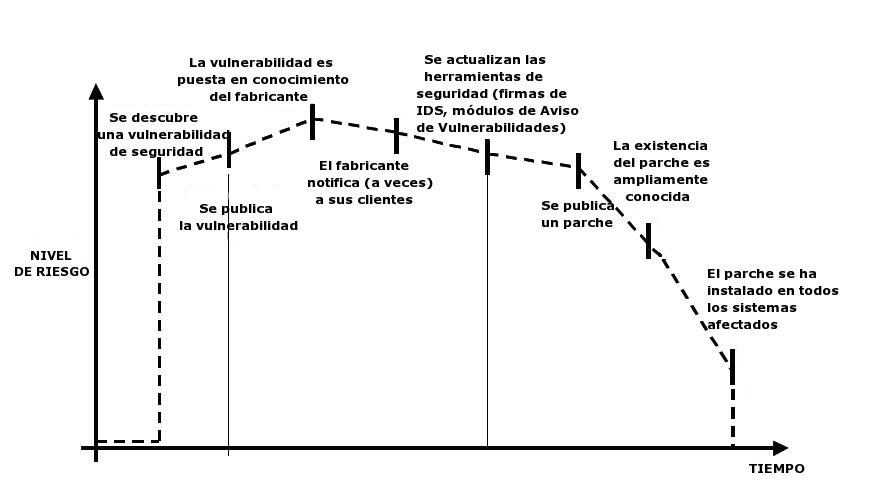 La vulnerabilidad es
puesta en conocimiento
del fabricante
Se actualizan las
herramientas de
seguridad (firmas de
IDS, módulos de Aviso
de Vulnerabilidades)
Se descubre
una vulnerabilidad
de seguridad
La existencia
del parche es
ampliamente
conocida
El fabricante
notifica (a veces)
a sus clientes
Se publica
la vulnerabilidad
Se publica
un parche
NIVEL
DE RIESGO
El parche se ha
instalado en todos
los sistemas
afectados
TIEMPO